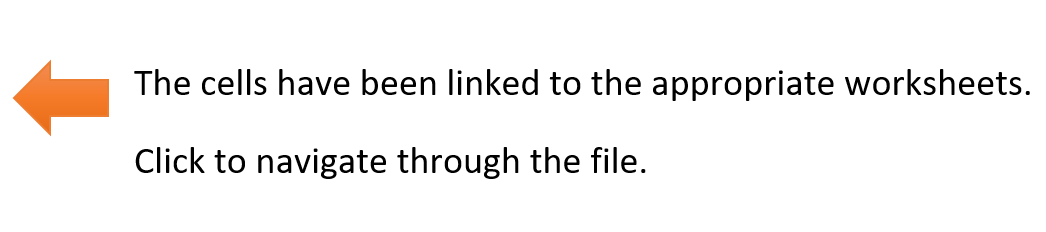 The cells have been linked to the appropriate worksheets.
Click to navigate through the file.